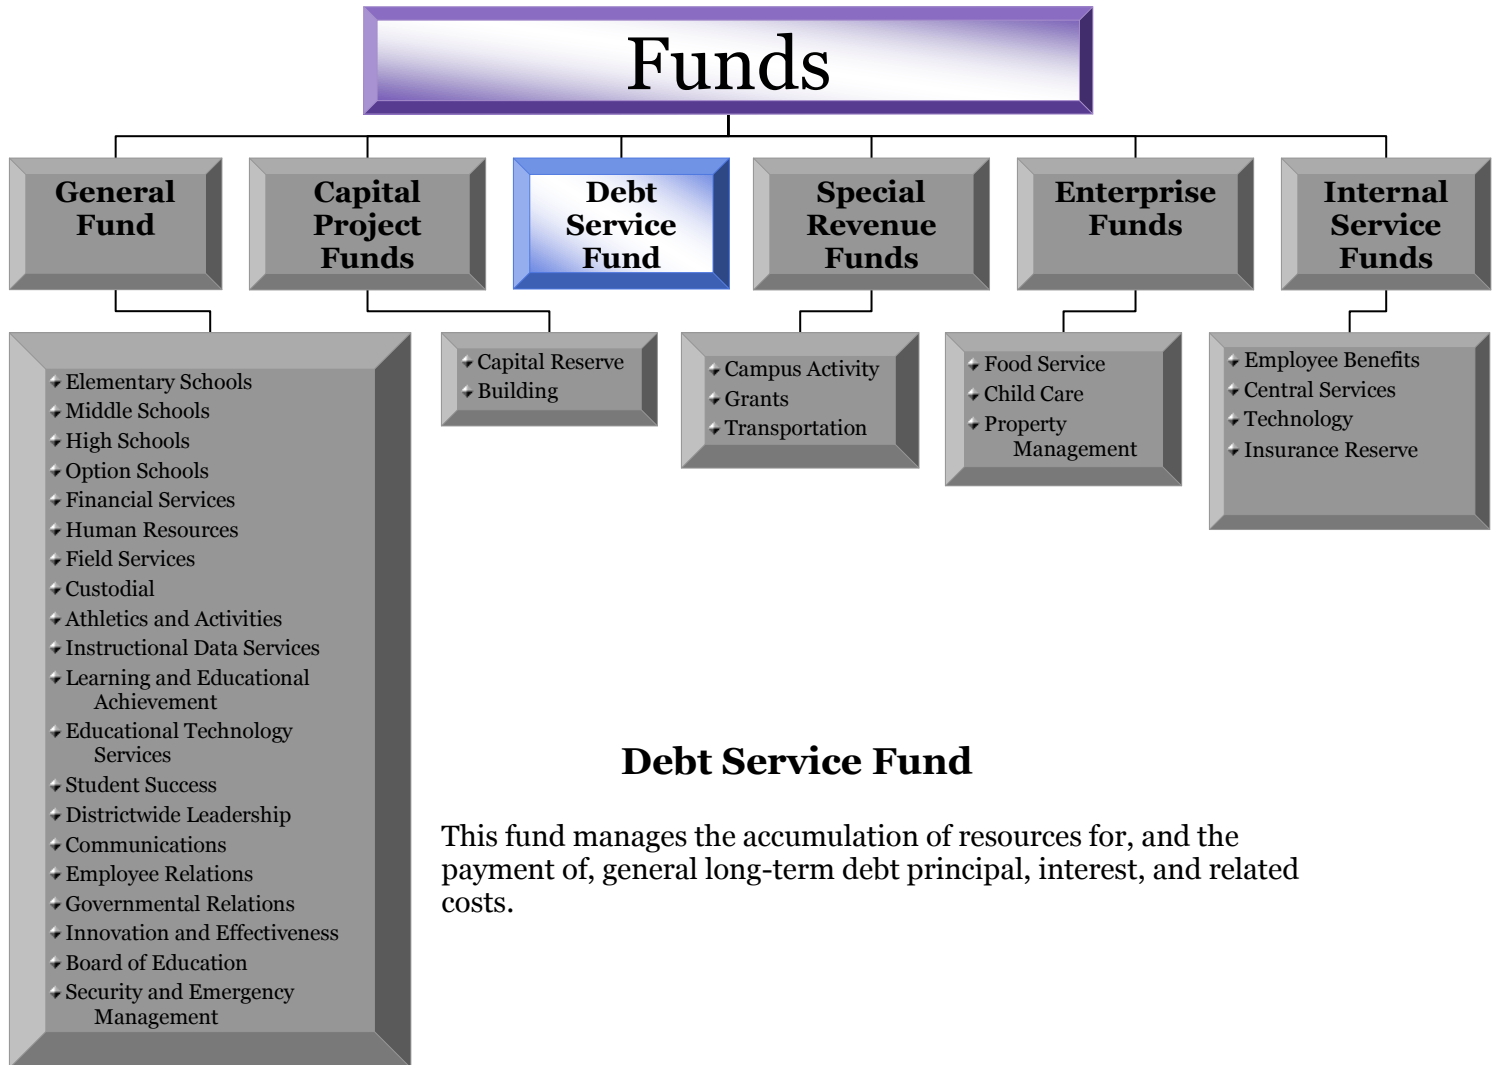 Funds
General
Fund
Capital
Project
Funds
Debt
Service
Fund
Special
Revenue
Funds
Enterprise
Funds
Internal
Service
Funds
Elementary Schools
Middle Schools
High Schools
Option Schools
Financial Services
Human Resources
Field Services
Custodial
Athletics and Activities
Instructional Data Services
Learning and Educational
Achievement
Educational Technology
Services
Student Success
Districtwide Leadership
Communications
Employee Relations
Governmental Relations
Innovation and Effectiveness
Board of Education
Security and Emergency
Management
Capital Reserve
Building
Campus Activity
Grants
Transportation
Food Service
Child Care
Property
Management
Employee Benefits
Central Services
Technology
Insurance Reserve
Debt Service Fund
This fund manages the accumulation of resources for, and the
payment of, general long-term debt principal, interest, and related
costs.